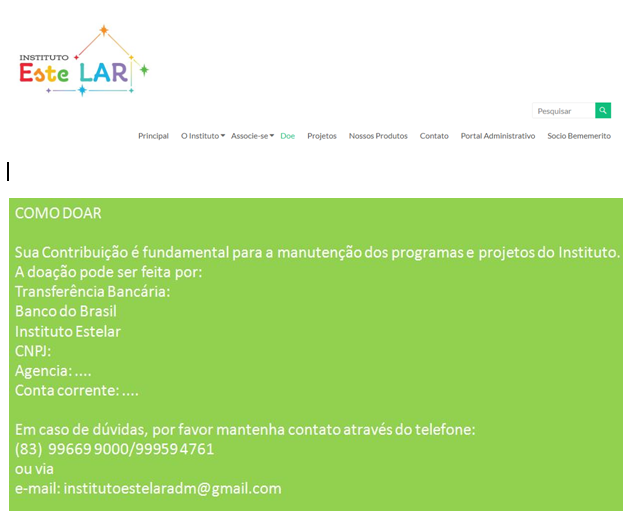 INSTITUTO
Este LAR
Pesquisar
Principal O Instituto Associe-se Doe Projetos Nossos Produtos Contato Portal Administrativo Socio Bememerito
COMO DOAR
Sua Contribuição é fundamental para a manutenção dos programas e projetos do Instituto.
A doação pode ser feita por:
Transferência Bancária:
Banco do Brasil
Instituto Estelar
CNPJ:
Agencia: ....
Conta corrente: ....
Em caso de dúvidas, por favor mantenha contato através do telefone:
(83) 99669 9000/99959 4761
ou via
e-mail: institutoestelaradm@gmail.com